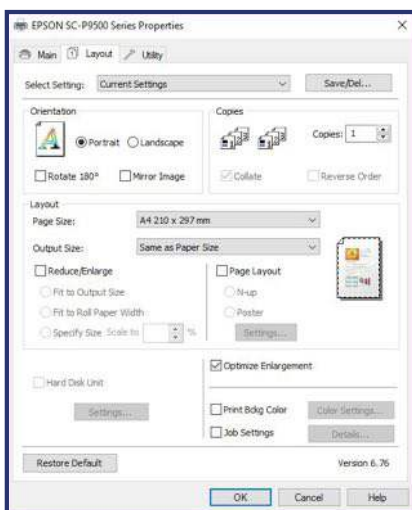 EPSON SC-P9500 Series Properties
Main Layout Utility
Select Setting: Current Settings Save/Del...
Orientation
Portrait Landscape
Rotate 180° Mirror Image
Copies
Copies: 1
Collate Reverse Order
Layout
Page Size: A4 210 x 297 mm
Output Size: Same as Paper Size
Reduce/Enlarge
Fit to Output Size
Fit to Roll Paper Width
Specify Size Scale to %
Page Layout
N-up
Poster
Settings...
Hard Disk Unit
Settings...
Optimize Enlargement
Print Bckg Color Color Settings...
Job Settings Details...
Restore Default Version 6.76
OK Cancel Help